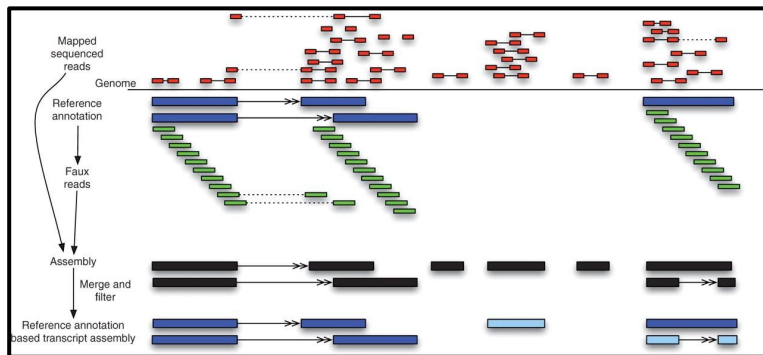 Mapped
sequenced
reads
Genome
Reference
annotation
Faux
reads
Assembly
Merge and
filter
Reference annotation
based transcript assembly